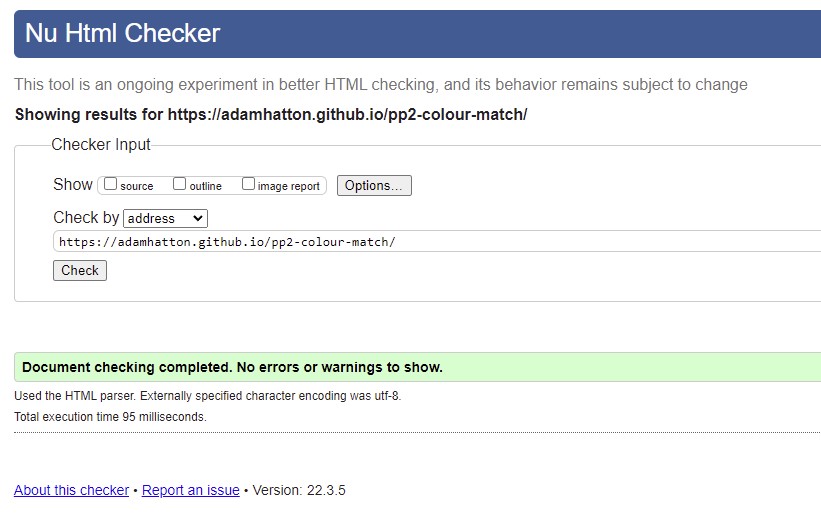 Nu Html Checker
This tool is an ongoing experiment in better HTML checking, and its behavior remains subject to change
Showing results for https://adamhatton.github.io/pp2-colour-match/
Checker Input
Show source outline image report Options...
Check by address
https://adamhatton.github.io/pp2-colour-match/
Check
Document checking completed. No errors or warnings to show.
Used the HTML parser. Externally specified character encoding was utf-8.
Total execution time 95 milliseconds.
About this checker • Report an issue • Version: 22.3.5